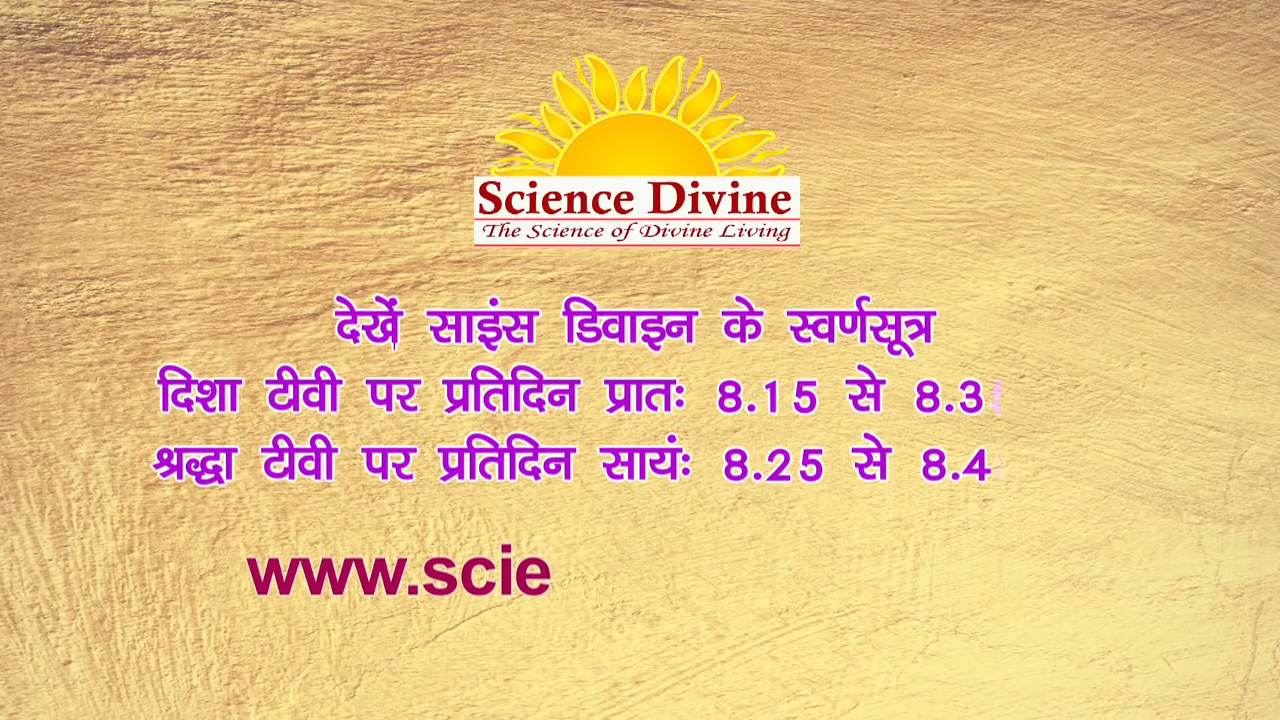 Science Divine
The Science of Divine Living
देखें साइंस डिवाइन के स्वर्णसूत्र
दिशा टीवी पर प्रतिदिन प्रातः 8.15 से 8.3
श्रद्धा टीवी पर प्रतिदिन सायंः 8.25 से 8.4
www.scie